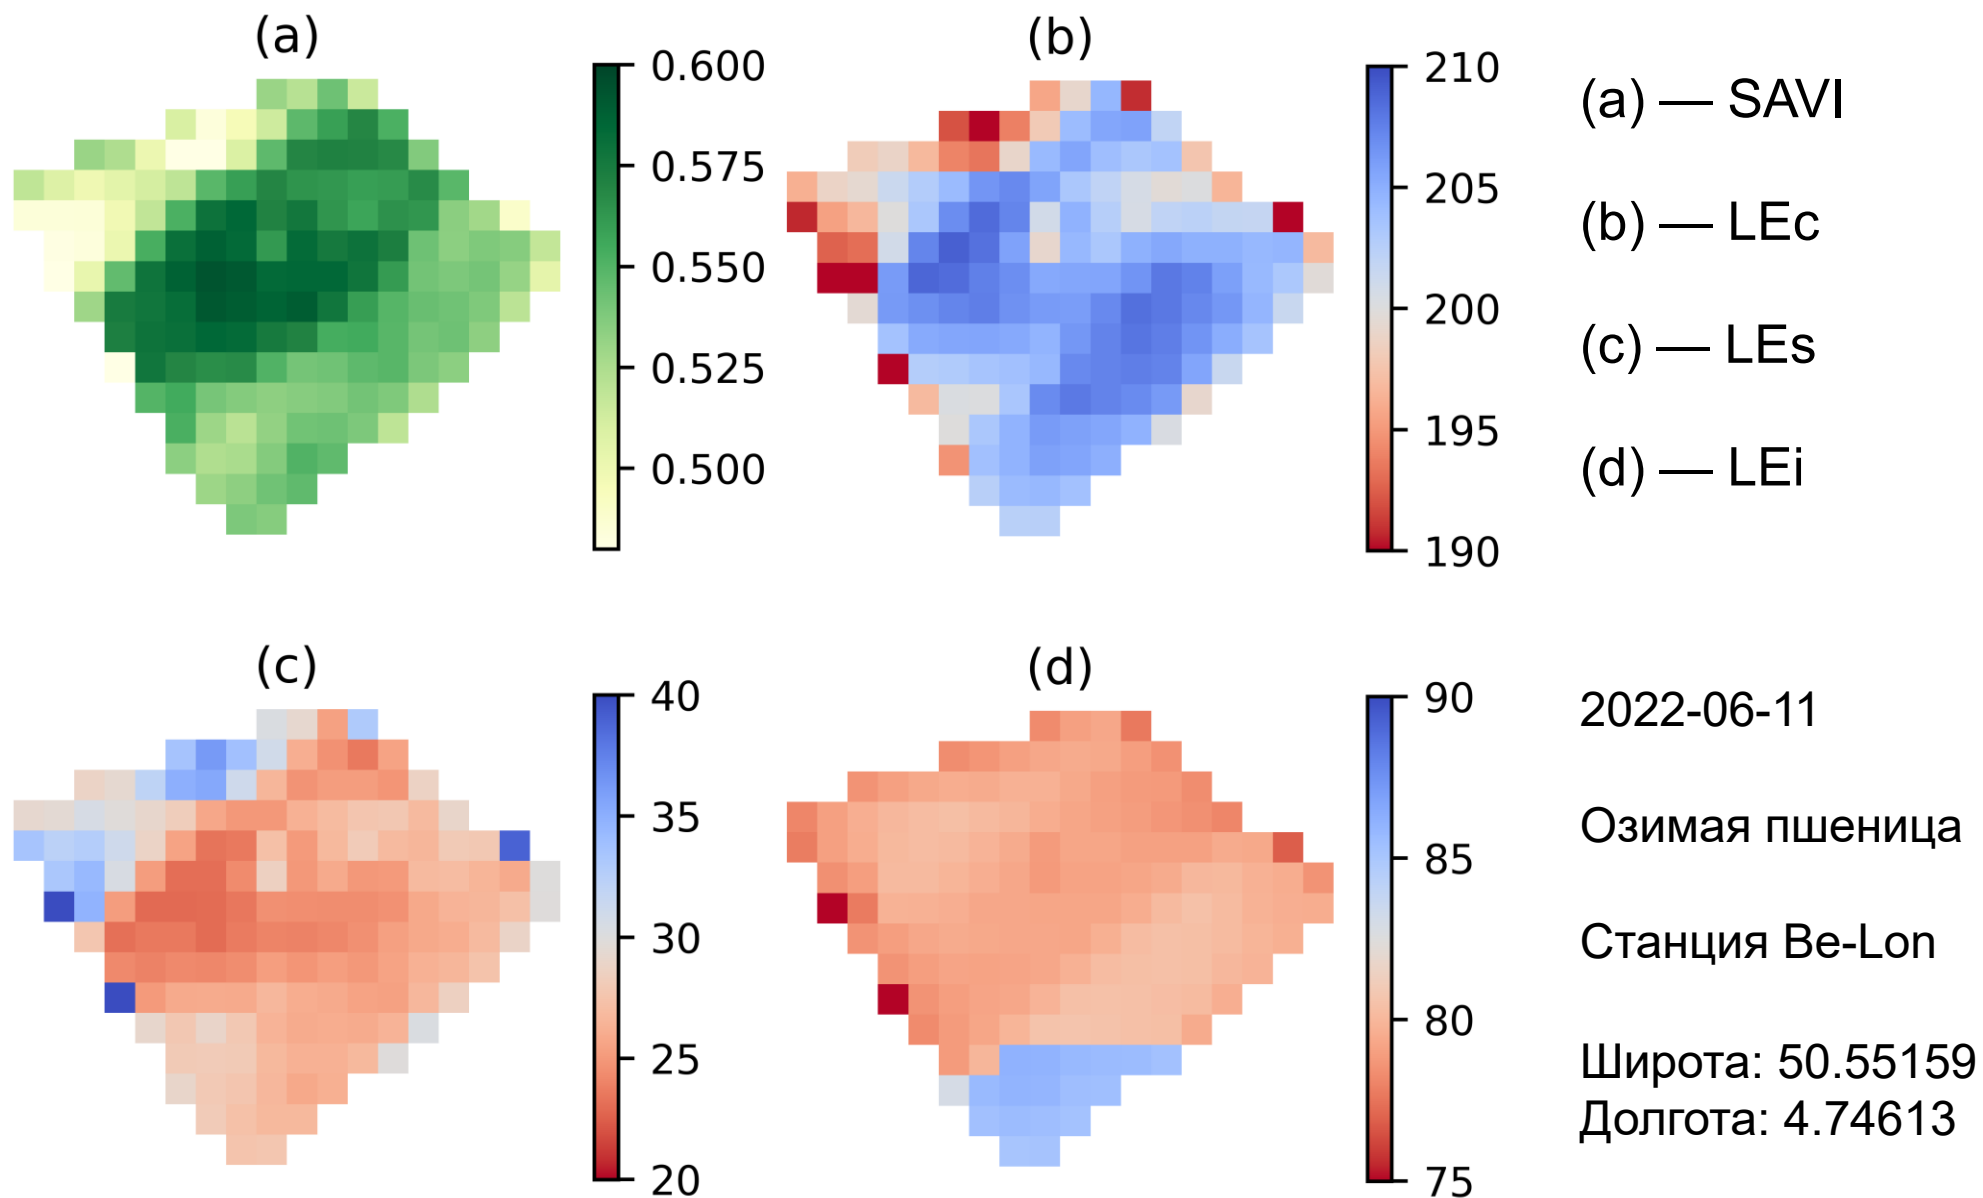 (a)
0.600
0.575
0.550
0.525
0.500
(b)
210
205
200
195
190
(a) — SAVI
(b) — LEc
(c) — LEs
(d) — LEi
(c)
40
35
30
25
20
(d)
90
85
80
75
2022-06-11
Озимая пшеница
Станция Be-Lon
Широта: 50.55159
Долгота: 4.74613